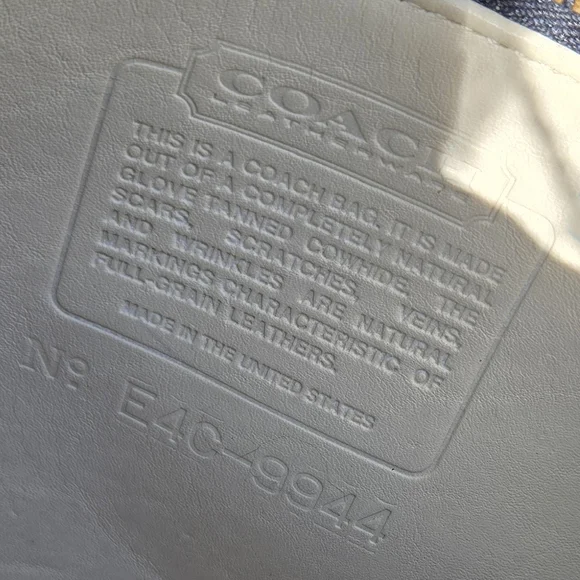 COACH
LEATHERWARE
THIS IS A COACH BAG. IT IS MADE
OUT OF A COMPLETELY NATURAL
GLOVE TANNED COWHIDE, THE
SCARS, SCRATCHES, VEINS,
AND WRINKLES ARE NATURAL
MARKINGS CHARACTERISTIC OF
FULL-GRAIN LEATHERS.
MADE IN THE UNITED STATES
No E4C-9944